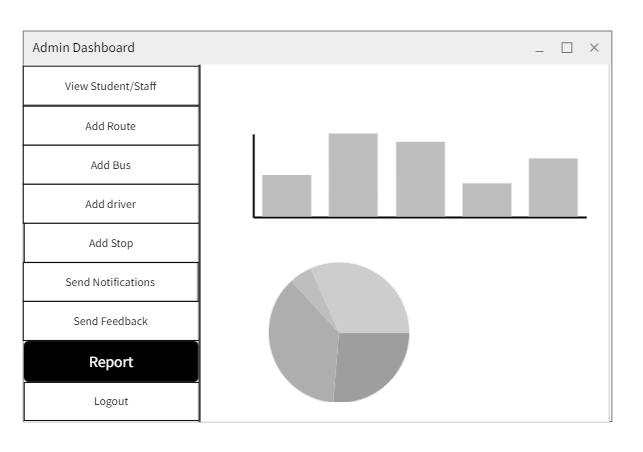 Admin Dashboard
View Student/Staff
Add Route
Add Bus
Add driver
Add Stop
Send Notifications
Send Feedback
Report
Logout